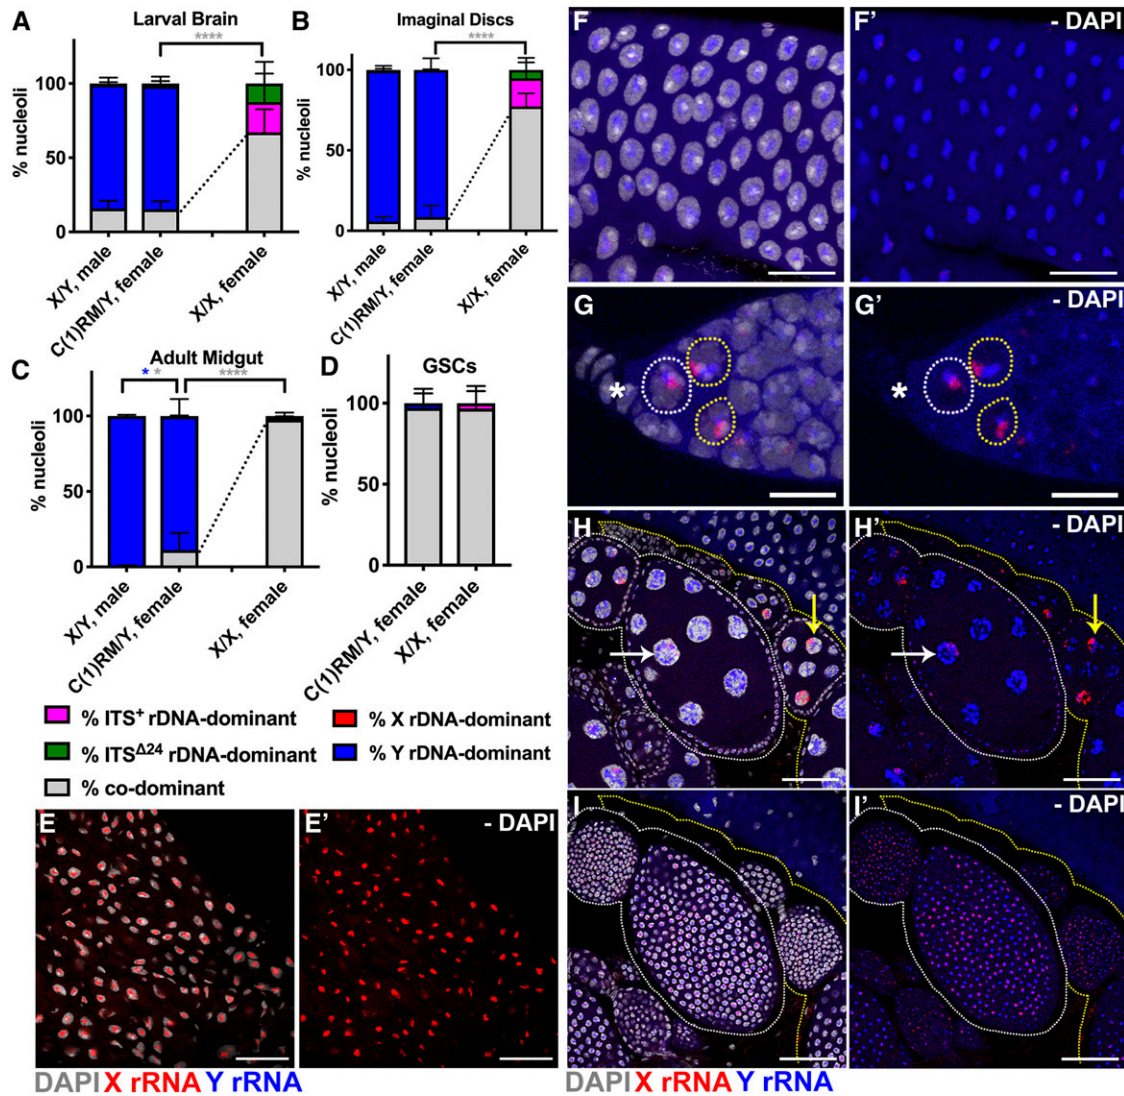 A
Larval Brain
****
% nucleoli
100
50
0
X/Y, male
C(1)RM/Y, female
X/X, female
B
Imaginal Discs
****
% nucleoli
100
50
0
X/Y, male
C(1)RM/Y, female
X/X, female
C
Adult Midgut
* *
****
% nucleoli
100
50
0
X/Y, male
C(1)RM/Y, female
X/X, female
D
GSCs
% nucleoli
100
50
0
C(1)RM/Y, female
X/X, female
% ITS⁺ rDNA-dominant
% ITS^Δ24 rDNA-dominant
% co-dominant
% X rDNA-dominant
% Y rDNA-dominant
E
E'
- DAPI
DAPI X rRNA Y rRNA
F
F'
- DAPI
G
*
G'
- DAPI
*
H
H'
- DAPI
I
I'
- DAPI
DAPI X rRNA Y rRNA